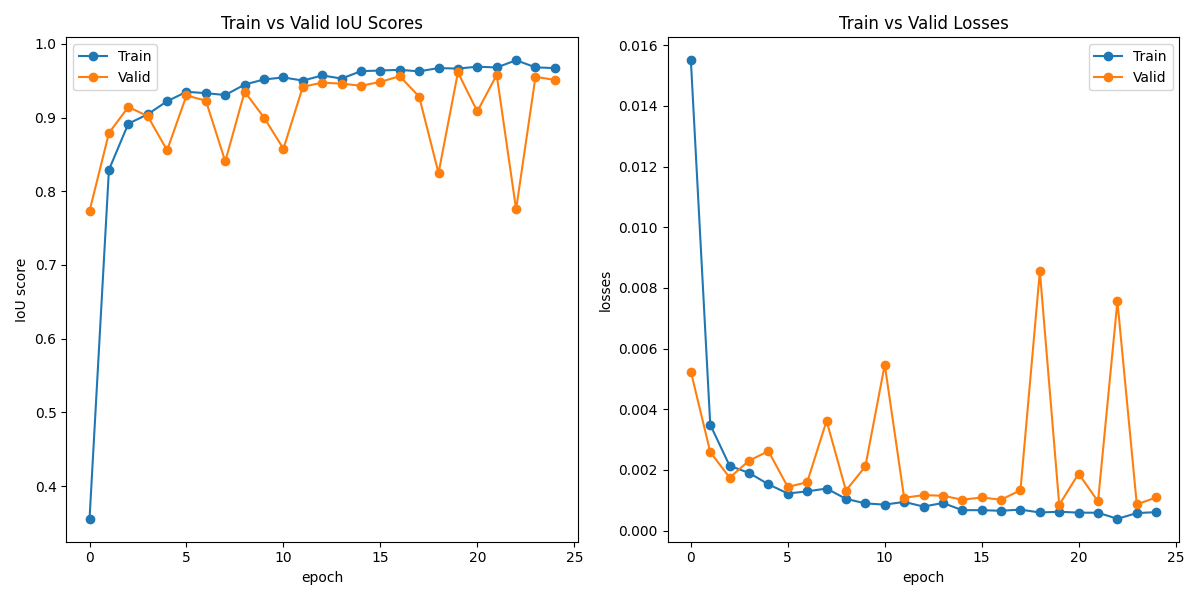 Train vs Valid IoU Scores
Train
Valid
1.0
0.9
0.8
0.7
0.6
0.5
0.4
IoU score
0
5
10
15
20
25
epoch
Train vs Valid Losses
Train
Valid
0.016
0.014
0.012
0.010
0.008
0.006
0.004
0.002
0.000
losses
0
5
10
15
20
25
epoch